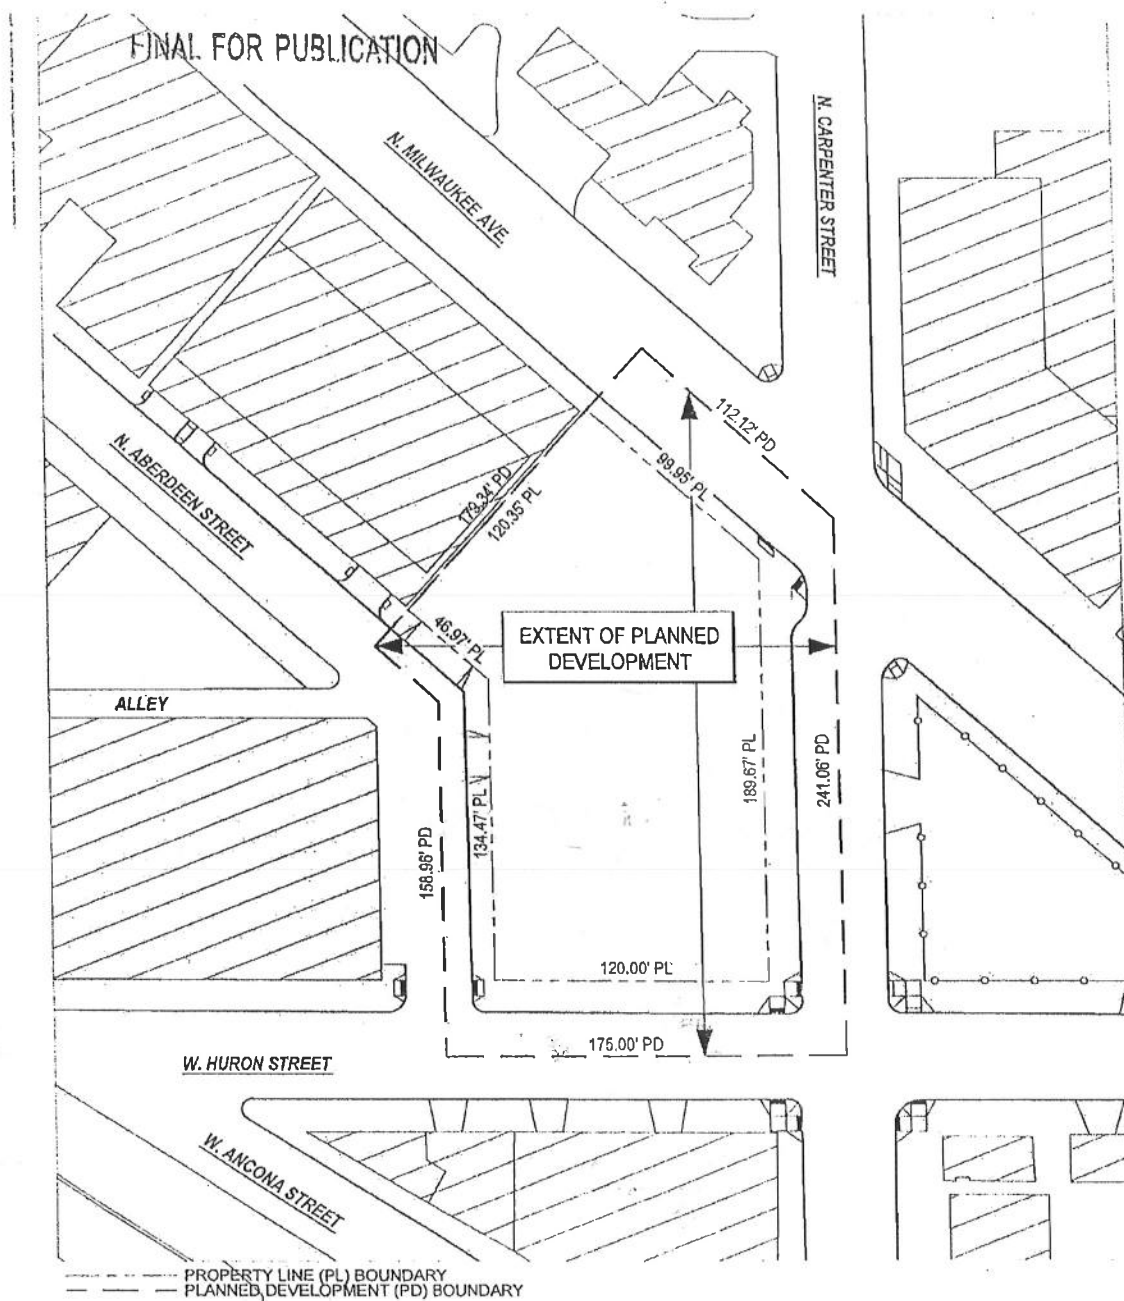 FINAL FOR PUBLICATION
N. MILWAUKEE AVE.
N. CARPENTER STREET
112.12' PD
99.95' PL
179.34' PD
120.35' PL
N. ABERDEEN STREET
46.97' PL
EXTENT OF PLANNED
DEVELOPMENT
ALLEY
189.67' PL
241.06' PD
134.47' PL
158.96' PD
120.00' PL
175.00' PD
W. HURON STREET
W. ANCONA STREET
PROPERTY LINE (PL) BOUNDARY
PLANNED DEVELOPMENT (PD) BOUNDARY